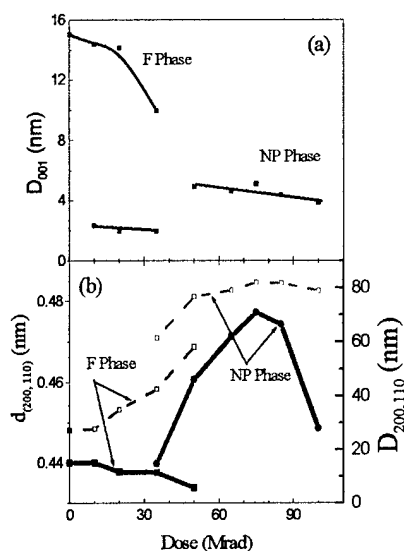 16
(a)
F Phase
12
D001 (nm)
8
NP Phase
4
0
(b)
0.48
80
d(200, 110) (nm)
F Phase
60
D200,110 (nm)
0.46
NP Phase
40
20
0.44
0
0 30 60 90
Dose (Mrad)